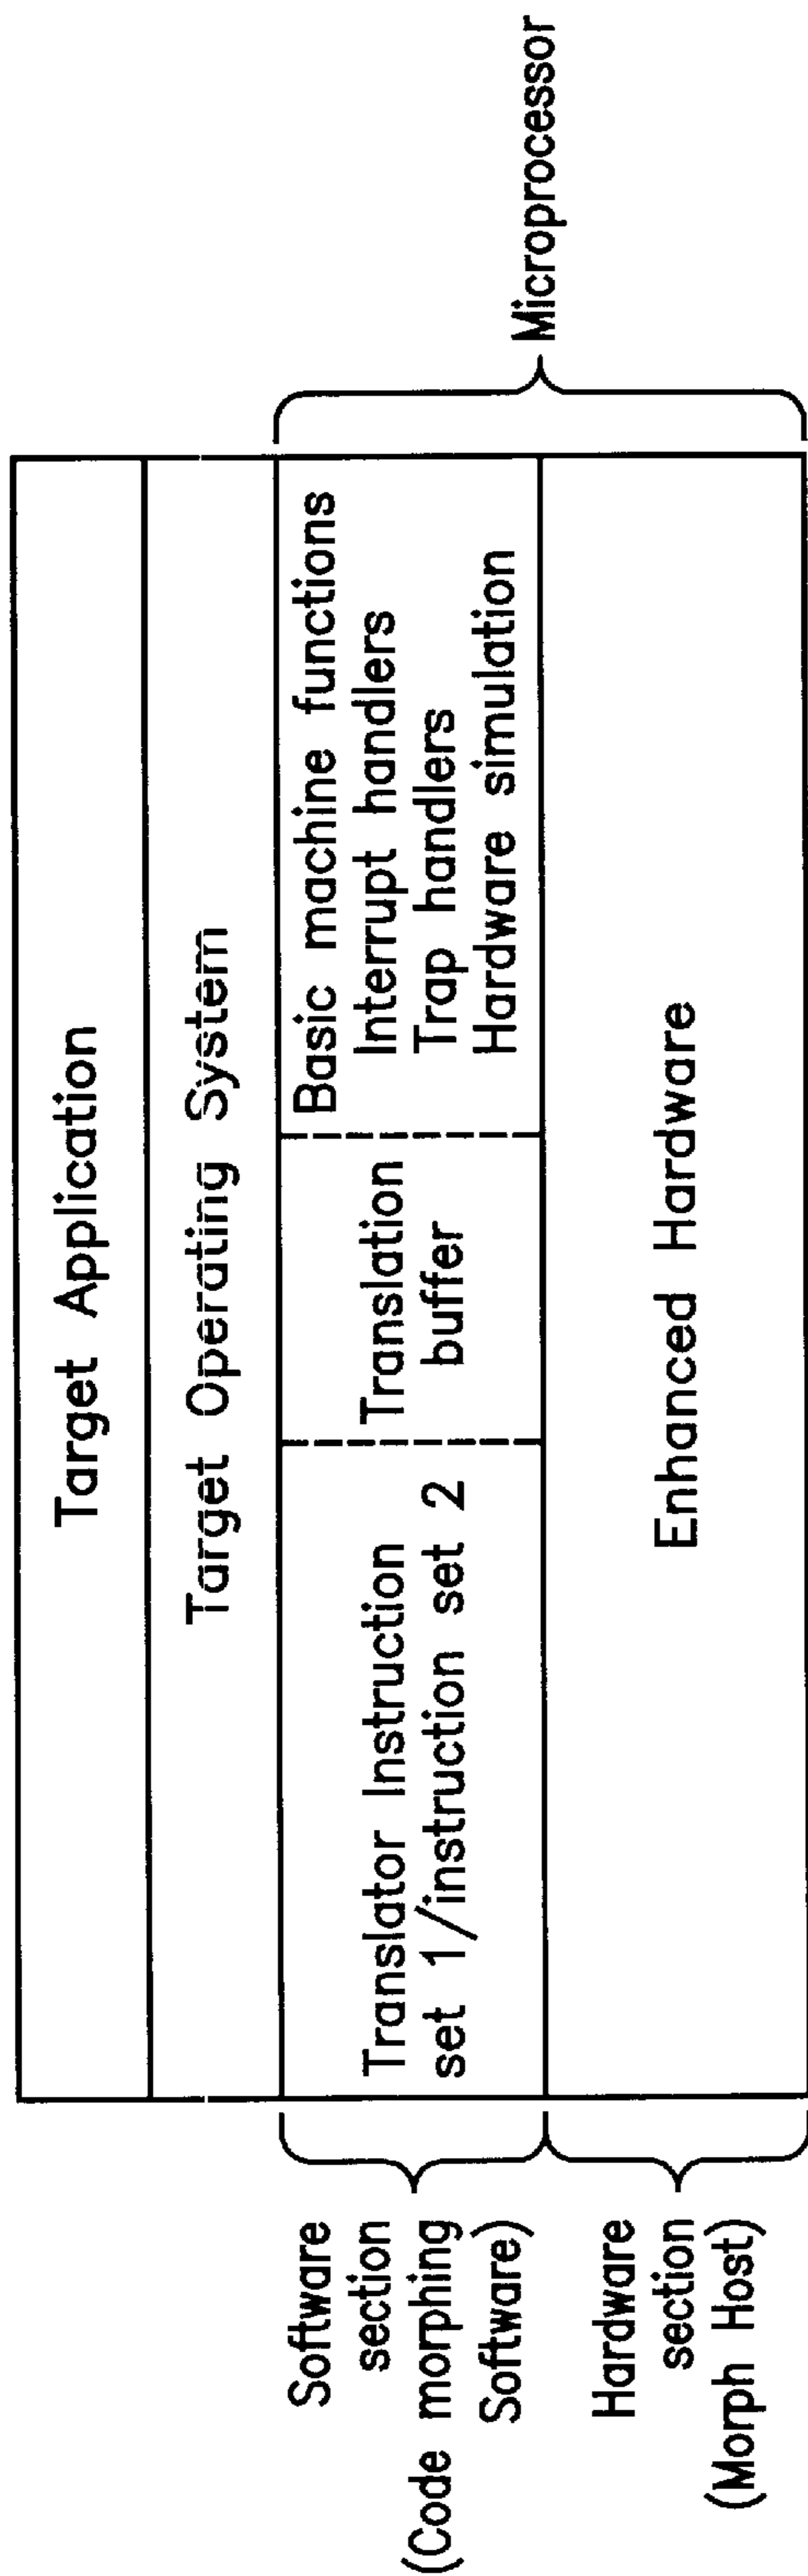 Target Application
Target Operating System
Software
section
(Code morphing
Software)
Translator Instruction
set 1/instruction set 2
Translation
buffer
Basic machine functions
Interrupt handlers
Trap handlers
Hardware simulation
Microprocessor
Hardware
section
(Morph Host)
Enhanced Hardware